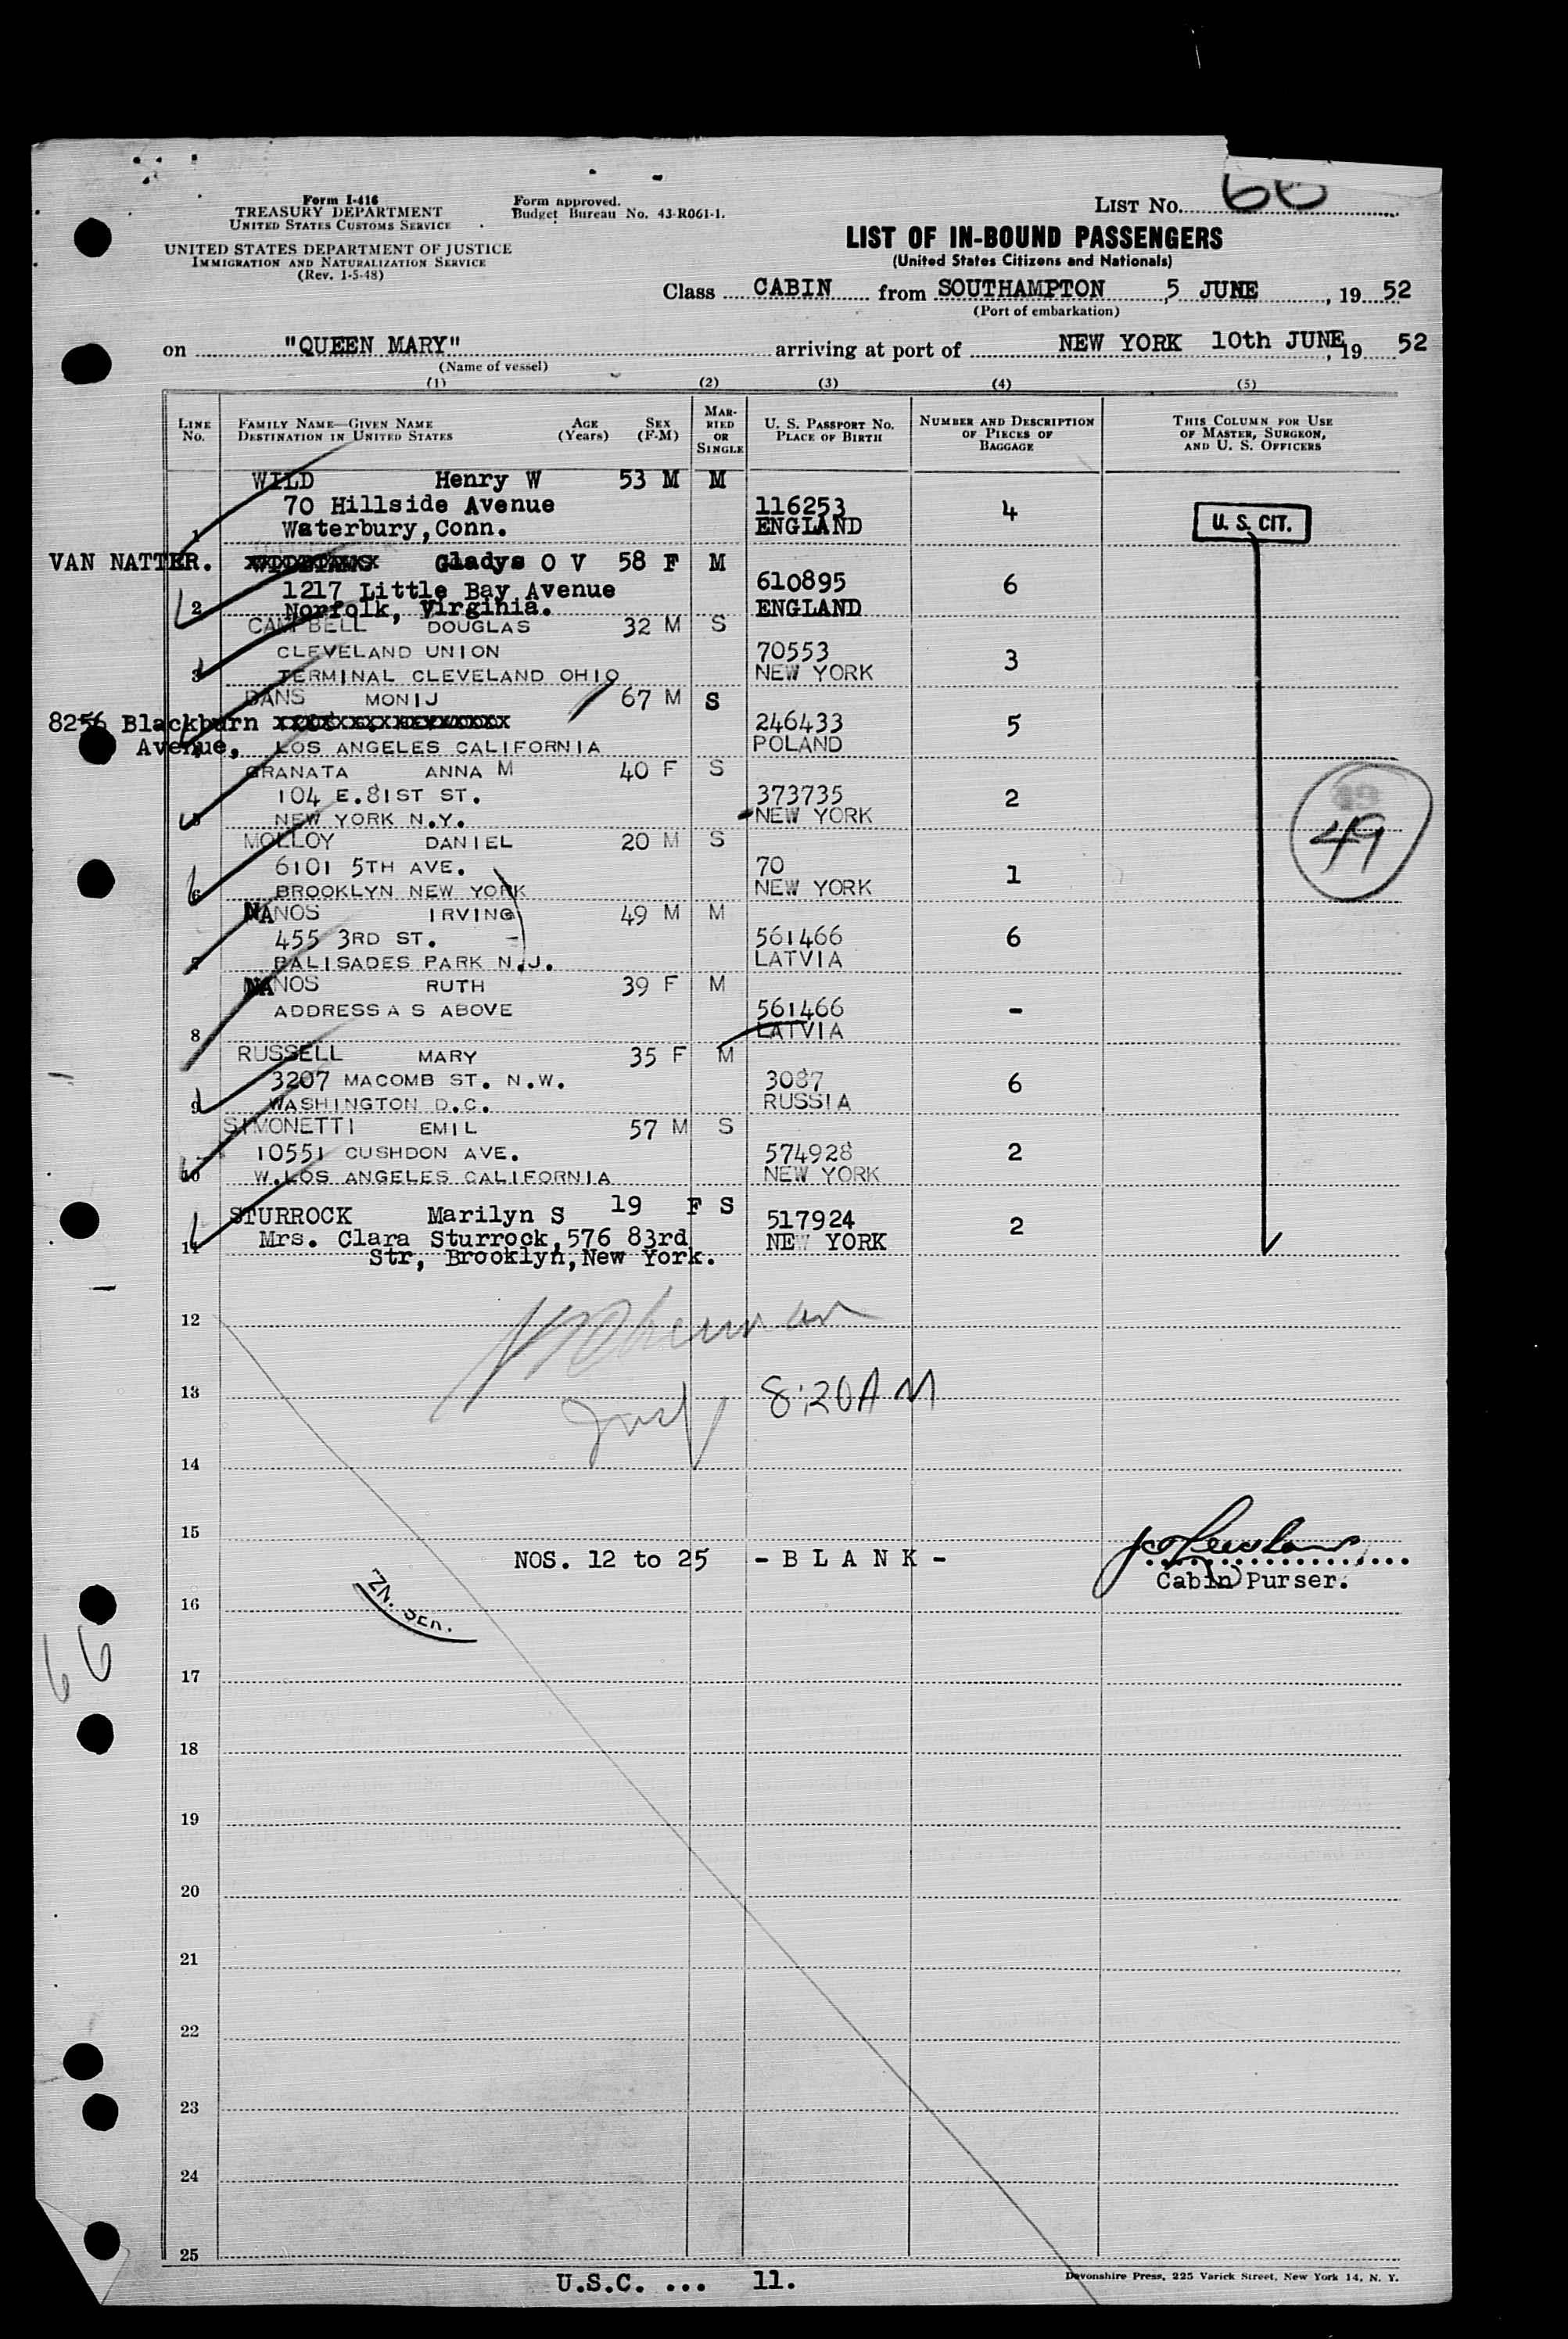 Form I-416
TREASURY DEPARTMENT
UNITED STATES CUSTOMS SERVICE
UNITED STATES DEPARTMENT OF JUSTICE
IMMIGRATION AND NATURALIZATION SERVICE
(Rev. 1-5-48)
Form approved.
Budget Bureau No. 43-R061-1.
LIST NO. 66
LIST OF IN-BOUND PASSENGERS
(United States Citizens and Nationals)
Class CABIN from SOUTHAMPTON 5 JUNE, 19 52
(Port of embarkation)
on "QUEEN MARY" arriving at port of NEW YORK 10th JUNE, 19 52
(Name of vessel)
(1) (2) (3) (4) (5)
LINE No.
FAMILY NAME—GIVEN NAME
DESTINATION IN UNITED STATES
AGE (Years)
SEX (F-M)
MARRIED OR SINGLE
U. S. PASSPORT NO.
PLACE OF BIRTH
NUMBER AND DESCRIPTION OF PIECES OF BAGGAGE
THIS COLUMN FOR USE OF MASTER, SURGEON, AND U. S. OFFICERS
WILD Henry W 53 M M
70 Hillside Avenue 116253 4
1 Waterbury, Conn. ENGLAND
U. S. CIT.
VAN NATTER. Gladys O V 58 F M
1217 Little Bay Avenue 610895 6
2 Norfolk, Virginia. ENGLAND
CAMPBELL DOUGLAS 32 M S
CLEVELAND UNION 70553 3
3 TERMINAL CLEVELAND OHIO NEW YORK
DANS MONIJ 67 M S
8256 Blackburn 246433 5
Avenue, LOS ANGELES CALIFORNIA POLAND
GRANATA ANNA M 40 F S
104 E.81ST ST. 373735 2
5 NEW YORK N.Y. NEW YORK
49
49
MOLLOY DANIEL 20 M S
6101 5TH AVE. 70 1
6 BROOKLYN NEW YORK NEW YORK
NANOS IRVING 49 M M
455 3RD ST. 561466 6
7 PALISADES PARK N.J. LATVIA
NANOS RUTH 39 F M
ADDRESS A S ABOVE 561466 -
8 LATVIA
RUSSELL MARY 35 F M
3207 MACOMB ST. N.W. 3087 6
9 WASHINGTON D.C. RUSSIA
SIMONETTI EMIL 57 M S
10551 CUSHDON AVE. 574928 2
10 W.LOS ANGELES CALIFORNIA NEW YORK
STURROCK Marilyn S 19 F S
Mrs. Clara Sturrock, 576 83rd 517924 2
11 Str, Brooklyn, New York. NEW YORK
12
13 8:20 AM
14
15
NOS. 12 to 25 - B L A N K -
Cabin Purser.
ZN. SER.
16
66
17
18
19
20
21
22
23
24
25
U.S.C. ... 11.
Devonshire Press, 225 Varick Street, New York 14, N. Y.